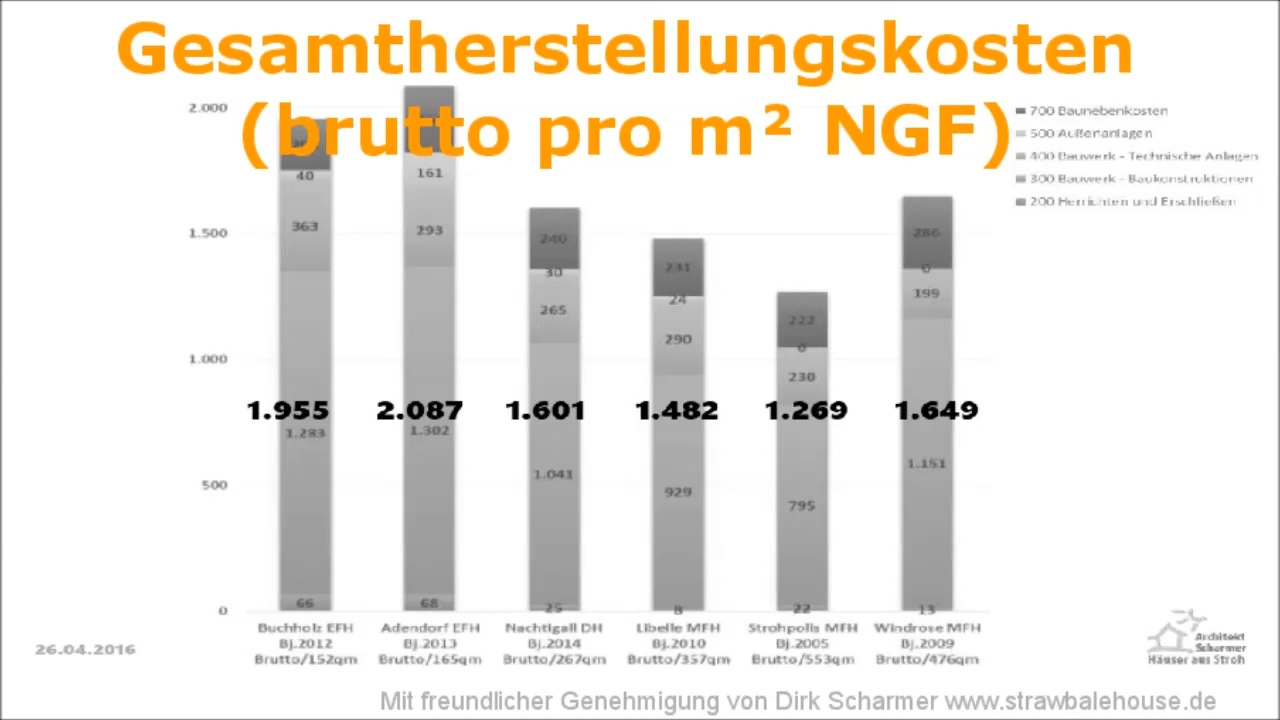 Gesamtherstellungskosten
(brutto pro m² NGF)
2.000
1.500
1.000
500
0
700 Baunebenkosten
500 Außenanlagen
400 Bauwerk - Technische Anlagen
300 Bauwerk - Baukonstruktionen
200 Herrichten und Erschließen
40
161
363
293
240
30
265
231
24
290
222
0
230
286
0
199
1.955 2.087 1.601 1.482 1.269 1.649
1.283
1.302
1.041
929
795
1.151
66
68
25
8
22
13
Buchholz EFH
Bj.2012
Brutto/152qm
Adendorf EFH
Bj.2013
Brutto/165qm
Nachtigall DH
Bj.2014
Brutto/267qm
Libelle MFH
Bj.2010
Brutto/357qm
Strohpolis MFH
Bj.2005
Brutto/553qm
Windrose MFH
Bj.2009
Brutto/476qm
26.04.2016
Architekt
Scharmer
Häuser aus Stroh
Mit freundlicher Genehmigung von Dirk Scharmer www.strawbalehouse.de